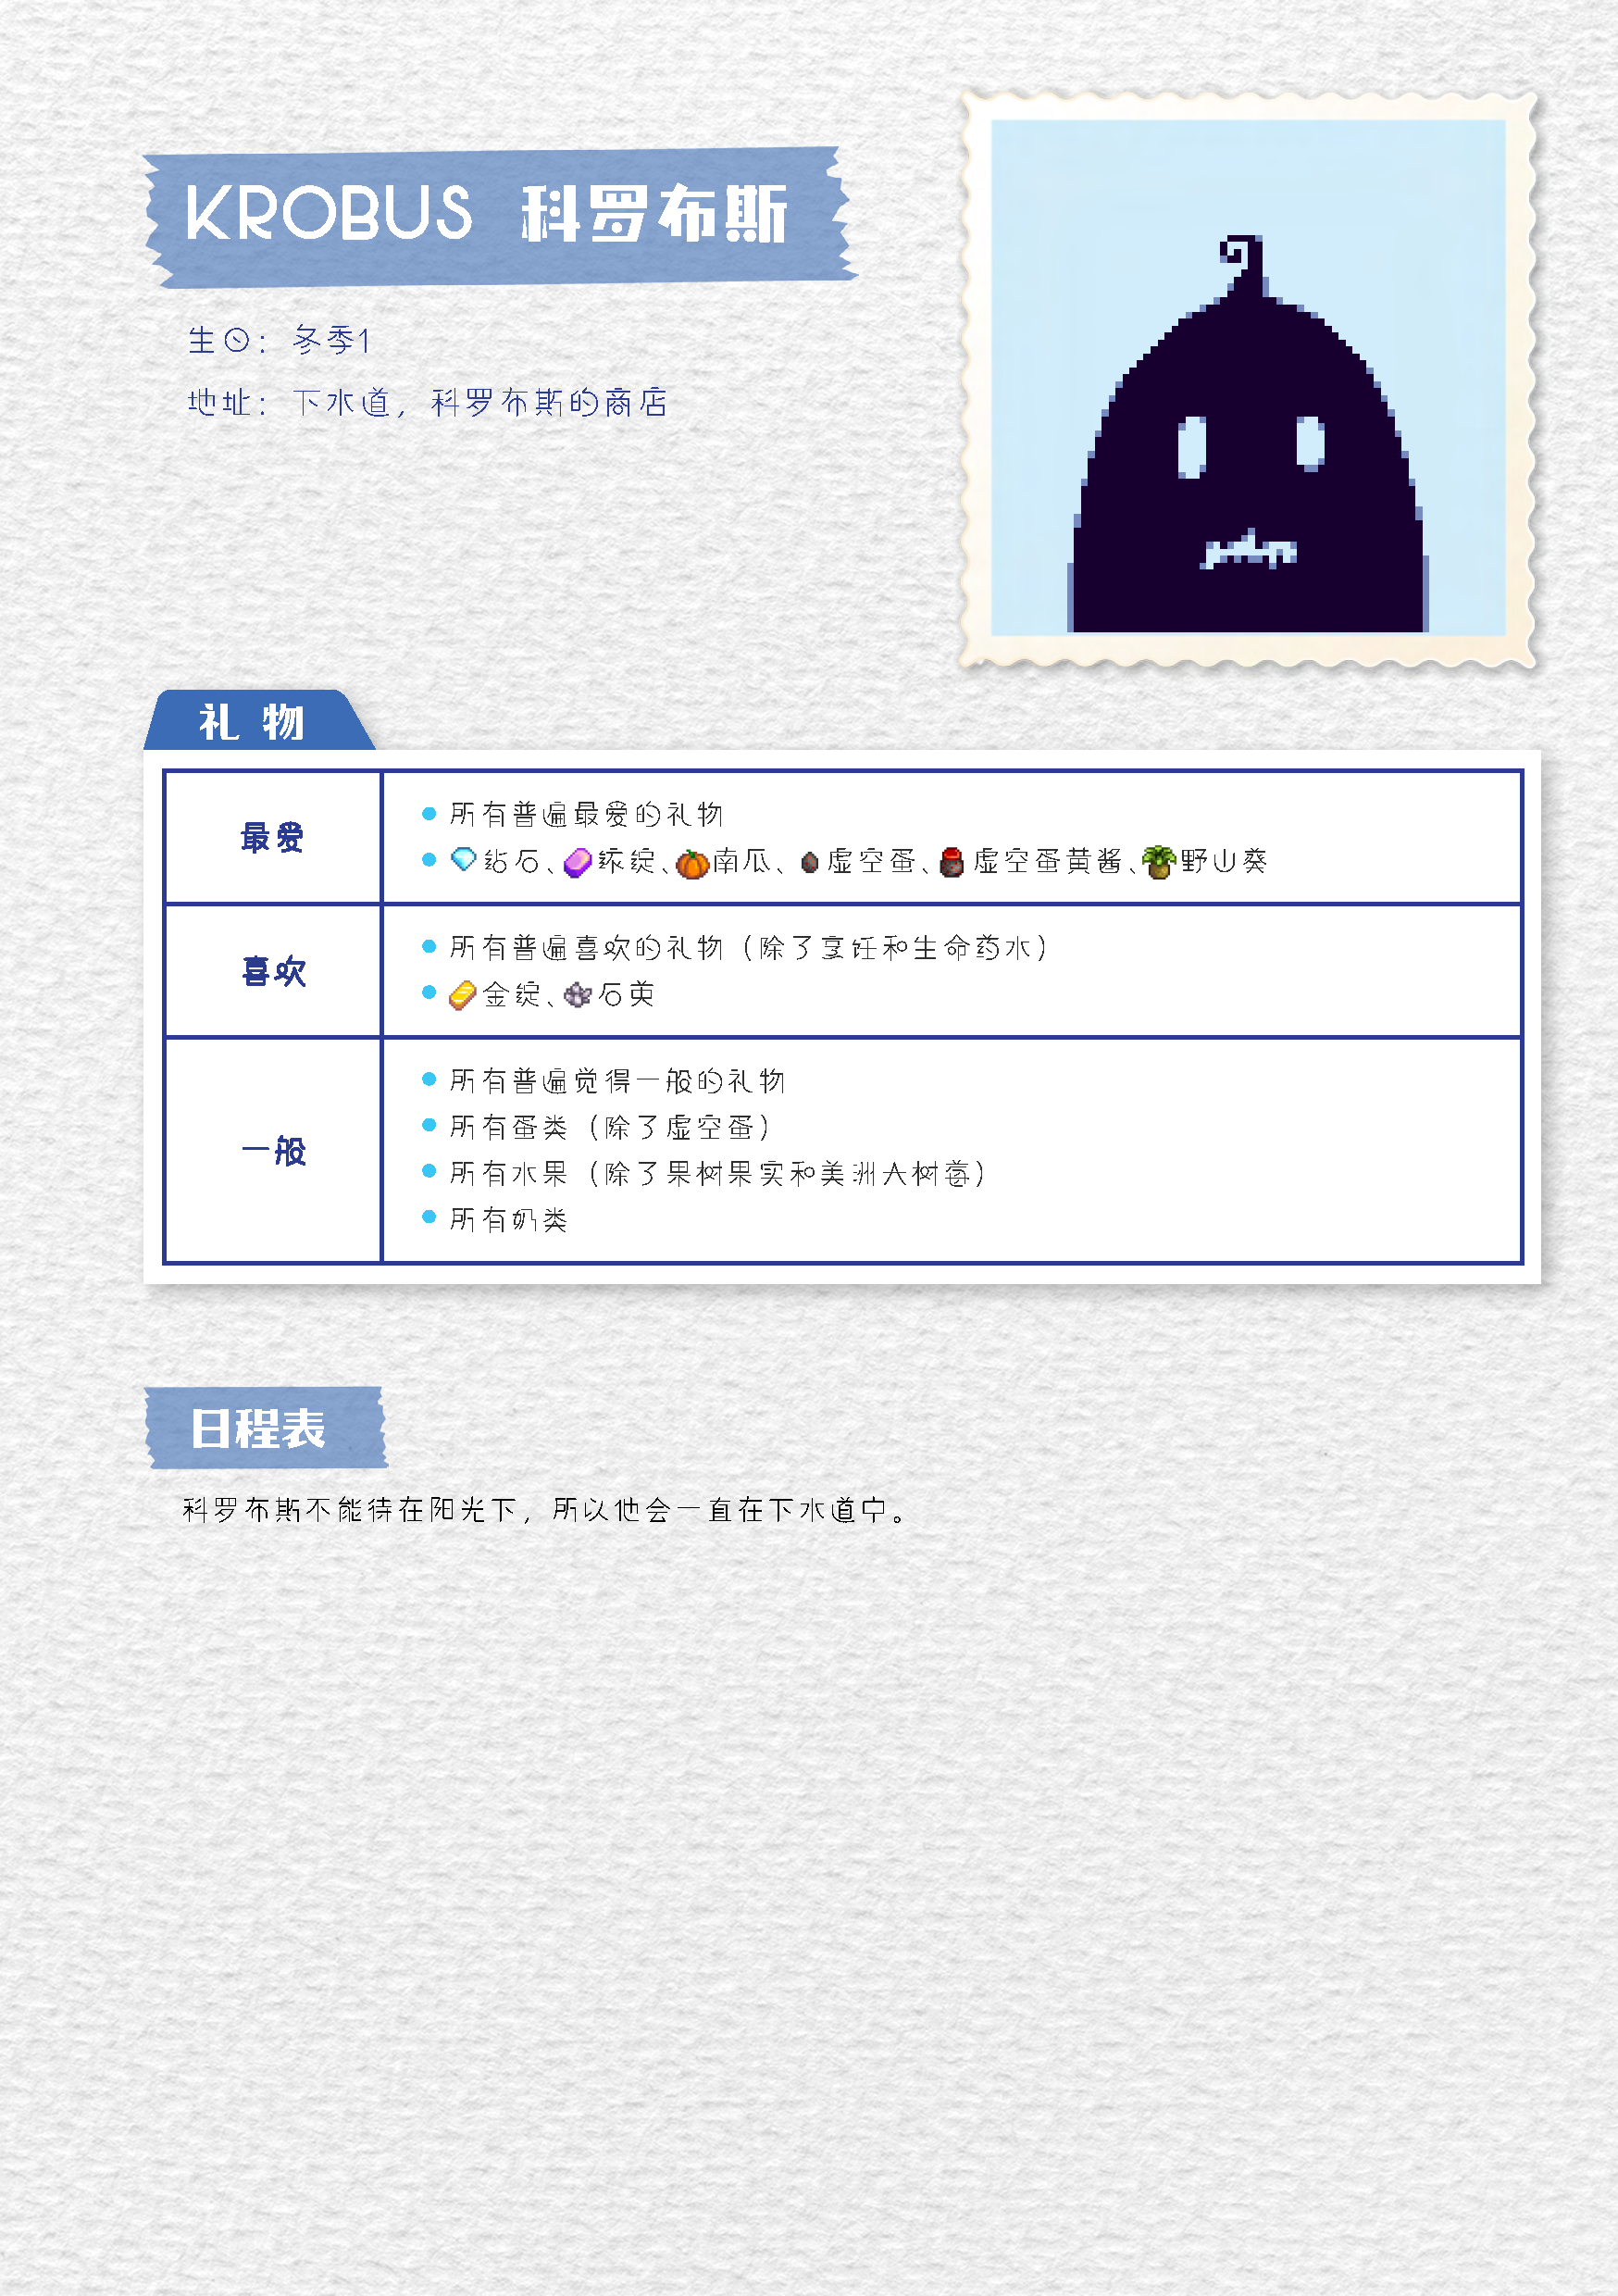 KROBUS 科罗布斯
生日：冬季1
地址：下水道，科罗布斯的商店
礼 物
最爱
所有普遍最爱的礼物
钻石、铱锭、南瓜、虚空蛋、虚空蛋黄酱、野山葵
喜欢
所有普遍喜欢的礼物（除了烹饪和生命药水）
金锭、石英
一般
所有普遍觉得一般的礼物
所有蛋类（除了虚空蛋）
所有水果（除了果树果实和美洲大树莓）
所有奶类
日程表
科罗布斯不能待在阳光下，所以他会一直在下水道中。